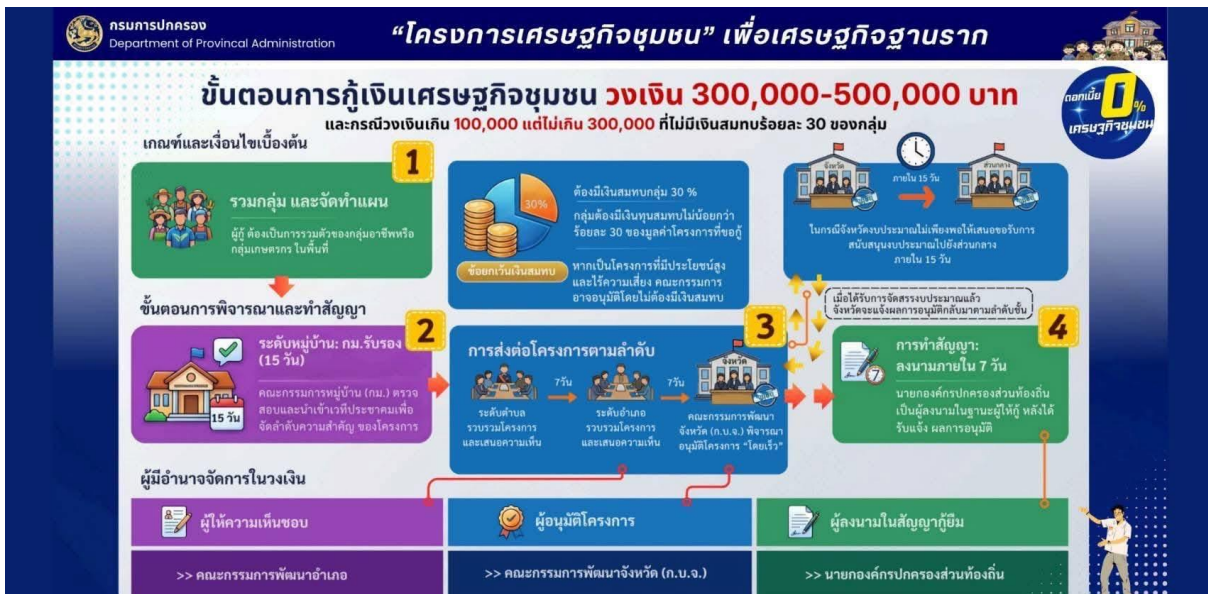 กรมการปกครอง
Department of Provincal Administration
“โครงการเศรษฐกิจชุมชน” เพื่อเศรษฐกิจฐานราก
ขั้นตอนการกู้เงินเศรษฐกิจชุมชน วงเงิน 300,000-500,000 บาท
และกรณีวงเงินเกิน 100,000 แต่ไม่เกิน 300,000 ที่ไม่มีเงินสมทบร้อยละ 30 ของกลุ่ม
ดอกเบี้ย 0%
เศรษฐกิจชุมชน
เกณฑ์และเงื่อนไขเบื้องต้น
1
รวมกลุ่ม และจัดทำแผน
ผู้กู้ ต้องเป็นการรวมตัวของกลุ่มอาชีพหรือ
กลุ่มเกษตรกร ในพื้นที่
30%
ข้อยกเว้นเงินสมทบ
ต้องมีเงินสมทบกลุ่ม 30 %
กลุ่มต้องมีเงินทุนสมทบไม่น้อยกว่า
ร้อยละ 30 ของมูลค่าโครงการที่ขอกู้
หากเป็นโครงการที่มีประโยชน์สูง
และไร้ความเสี่ยง คณะกรรมการ
อาจอนุมัติโดยไม่ต้องมีเงินสมทบ
จังหวัด
ภายใน 15 วัน
ส่วนกลาง
ในกรณีจังหวัดงบประมาณไม่เพียงพอให้เสนอขอรับการ
สนับสนุนงบประมาณไปยังส่วนกลาง
ภายใน 15 วัน
เมื่อได้รับการจัดสรรงบประมาณแล้ว
จังหวัดจะแจ้งผลการอนุมัติกลับมาตามลำดับชั้น
ขั้นตอนการพิจารณาและทำสัญญา
2
ระดับหมู่บ้าน: กม.รับรอง
(15 วัน)
15 วัน
คณะกรรมการหมู่บ้าน (กม.) ตรวจ
สอบและนำเข้าเวทีประชาคมเพื่อ
จัดลำดับความสำคัญ ของโครงการ
3
การส่งต่อโครงการตามลำดับ
7วัน
7วัน
จังหวัด
ระดับตำบล
รวบรวมโครงการ
และเสนอความเห็น
ระดับอำเภอ
รวบรวมโครงการ
และเสนอความเห็น
คณะกรรมการพัฒนา
จังหวัด (ก.บ.จ.) พิจารณา
อนุมัติโครงการ “โดยเร็ว”
4
การทำสัญญา:
ลงนามภายใน 7 วัน
7
นายกองค์กรปกครองส่วนท้องถิ่น
เป็นผู้ลงนามในฐานะผู้ให้กู้ หลังได้
รับแจ้ง ผลการอนุมัติ
ผู้มีอำนาจจัดการในวงเงิน
ผู้ให้ความเห็นชอบ
ผู้อนุมัติโครงการ
ผู้ลงนามในสัญญากู้ยืม
>> คณะกรรมการพัฒนาอำเภอ
>> คณะกรรมการพัฒนาจังหวัด (ก.บ.จ.)
>> นายกองค์กรปกครองส่วนท้องถิ่น